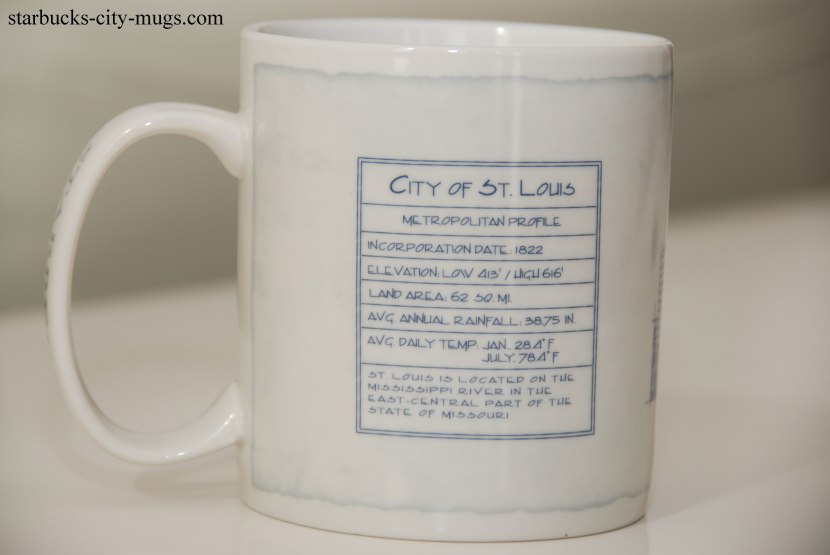 starbucks-city-mugs.com
CITY OF ST. LOUIS
METROPOLITAN PROFILE
INCORPORATION DATE: 1822
ELEVATION: LOW 413' / HIGH 616'
LAND AREA: 62 SQ. MI.
AVG. ANNUAL RAINFALL: 38.75 IN.
AVG. DAILY TEMP: JAN. 28.4° F
JULY, 78.4° F
ST. LOUIS IS LOCATED ON THE
MISSISSIPPI RIVER IN THE
EAST-CENTRAL PART OF THE
STATE OF MISSOURI